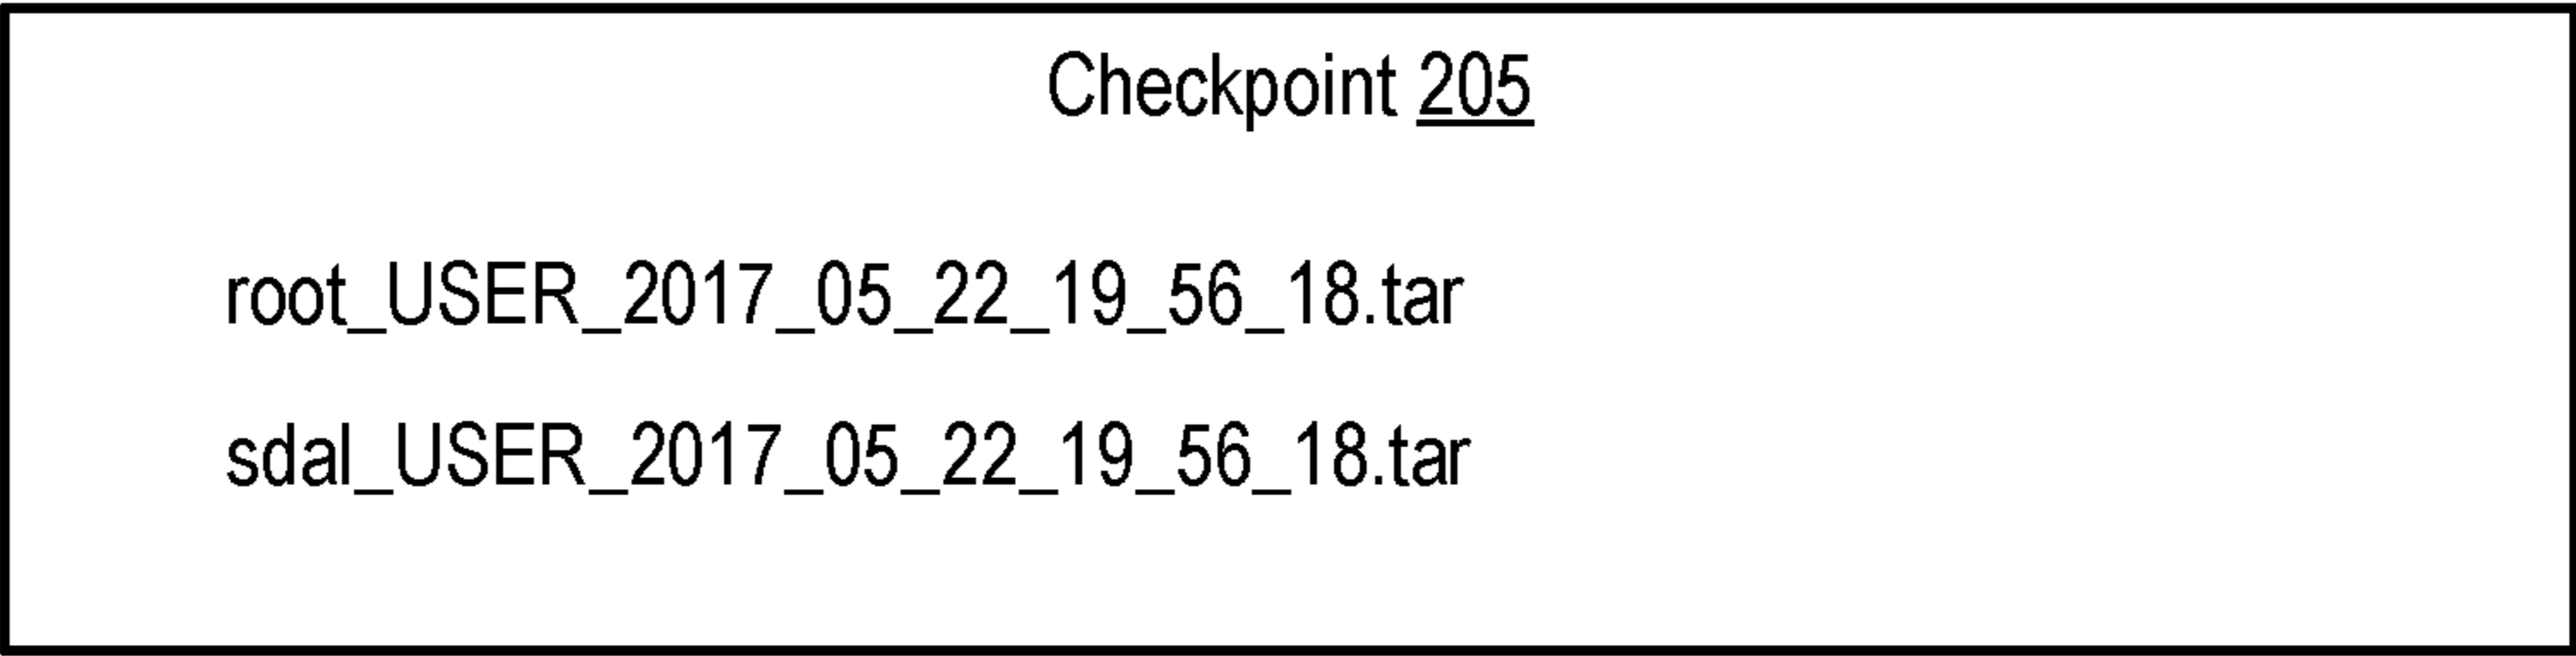 Checkpoint 205
root_USER_2017_05_22_19_56_18.tar
sdal_USER_2017_05_22_19_56_18.tar